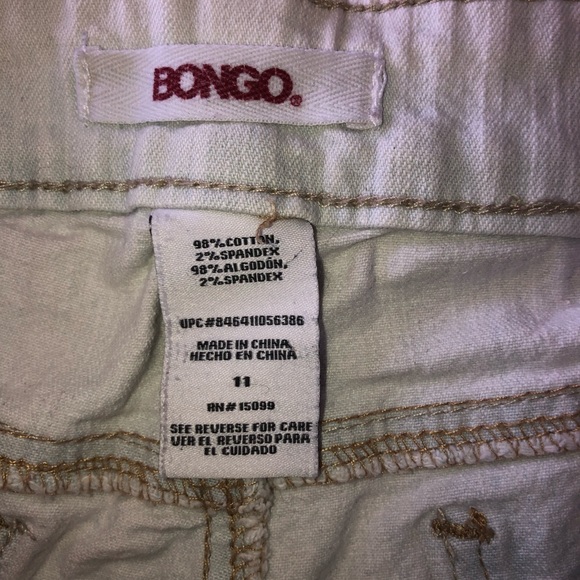 BONGO®
98%COTTON,
2%SPANDEX
98%ALGODÓN,
2%SPANDEX
UPC#846411056386
MADE IN CHINA
HECHO EN CHINA
11
RN# 15099
SEE REVERSE FOR CARE
VER EL REVERSO PARA
EL CUIDADO